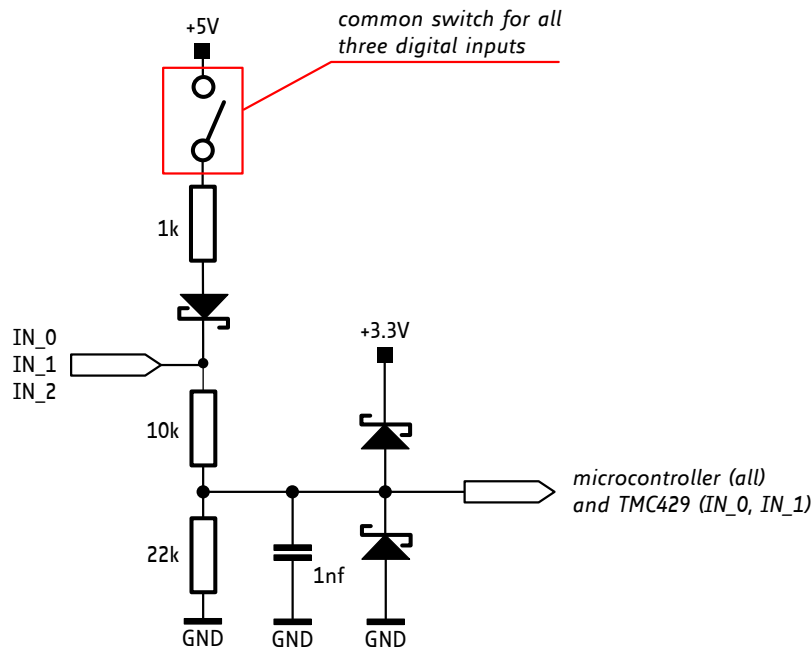 common switch for all
three digital inputs
+5V
1k
IN_0
IN_1
IN_2
+3.3V
10k
microcontroller (all)
and TMC429 (IN_0, IN_1)
22k
1nf
GND
GND
GND